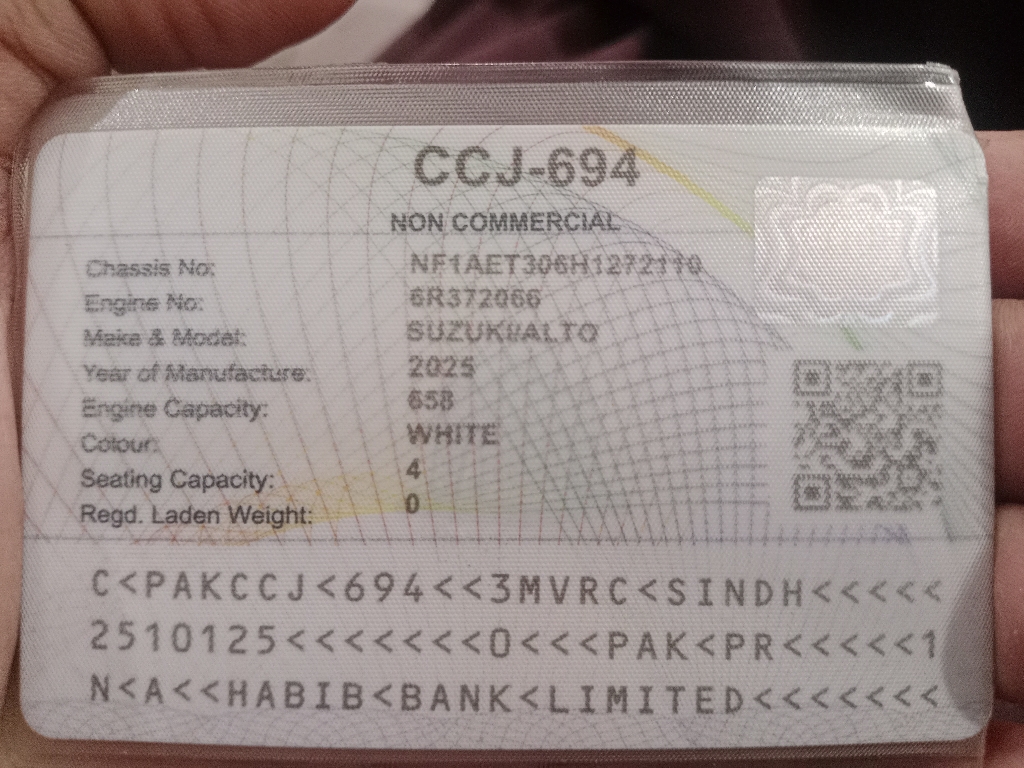 CCJ-694
NON COMMERCIAL
Chassis No: NF1AET306H1272110
Engine No: 6R372066
Make & Model: SUZUKI/ALTO
Year of Manufacture: 2025
Engine Capacity: 658
Colour: WHITE
Seating Capacity: 4
Regd. Laden Weight: 0
C<PAKCCJ<694<<3MVRC<SINDH<<<<<
2510125<<<<<<<0<<<PAK<PR<<<<<1
N<A<<HABIB<BANK<LIMITED<<<<<<<